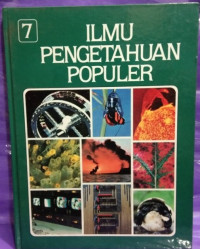 7
ILMU
PENGETAHUAN
POPULER